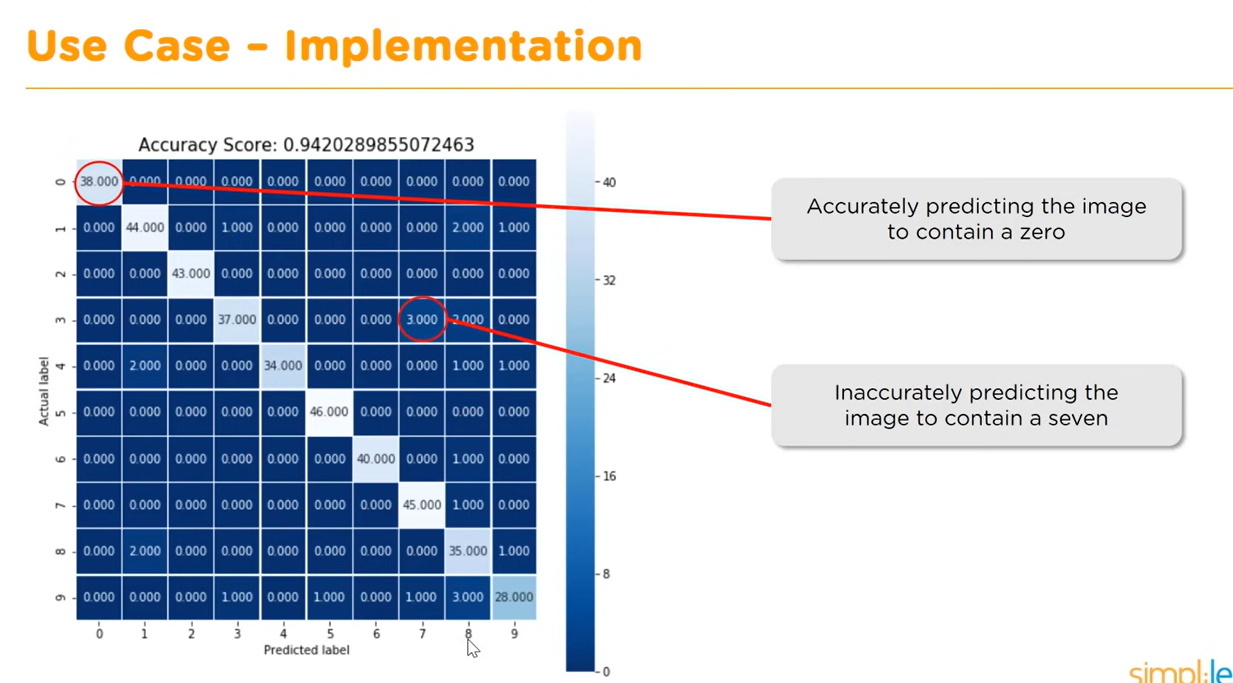 Use Case – Implementation
Accuracy Score: 0.9420289855072463
0 38.000 0.000 0.000 0.000 0.000 0.000 0.000 0.000 0.000 0.000
1 0.000 44.000 0.000 1.000 0.000 0.000 0.000 0.000 2.000 1.000
2 0.000 0.000 43.000 0.000 0.000 0.000 0.000 0.000 0.000 0.000
3 0.000 0.000 0.000 37.000 0.000 0.000 0.000 3.000 2.000 0.000
4 0.000 2.000 0.000 0.000 34.000 0.000 0.000 0.000 1.000 1.000
5 0.000 0.000 0.000 0.000 0.000 46.000 0.000 0.000 0.000 0.000
6 0.000 0.000 0.000 0.000 0.000 0.000 40.000 0.000 1.000 0.000
7 0.000 0.000 0.000 0.000 0.000 0.000 0.000 45.000 1.000 0.000
8 0.000 2.000 0.000 0.000 0.000 0.000 0.000 0.000 35.000 1.000
9 0.000 0.000 0.000 1.000 0.000 1.000 0.000 1.000 3.000 28.000
0 1 2 3 4 5 6 7 8 9
Actual label
Predicted label
40
32
24
16
8
0
Accurately predicting the image
to contain a zero
Inaccurately predicting the
image to contain a seven
simpl;le